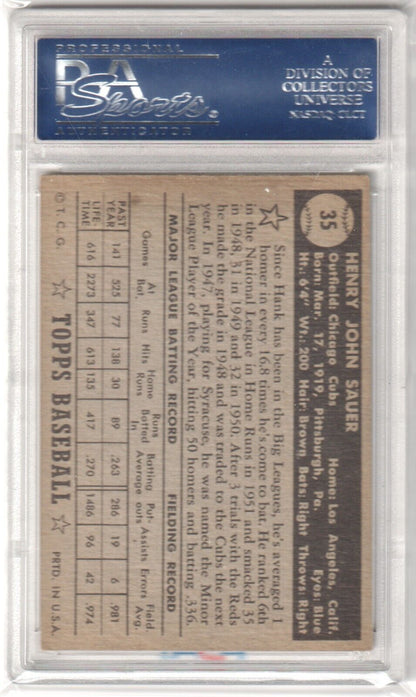 PROFESSIONAL
PSA
Sports
AUTHENTICATOR
A
DIVISION OF
COLLECTORS
UNIVERSE
NASDAQ: CLCT
35
HENRY JOHN SAUER
Outfield: Chicago Cubs Home: Los Angeles, Calif.
Born: Mar. 17, 1919, Pittsburgh, Pa. Eyes: Blue
Ht.: 6'4" Wt.: 200 Hair: Brown Bats: Right Throws: Right
Since Hank has been in the Big Leagues, he's averaged 1
homer in every 16.8 times he's come to bat. He ranked 6th
in the National League in Home Runs in 1951 and smacked 35
in 1948, 31 in 1949 and 32 in 1950. After 3 trials with the Reds
he made the grade in 1948 and was traded to the Cubs the next
year. In 1947, playing for Syracuse, he was named the Minor
League Player of the Year, hitting 50 homers and batting .336.
MAJOR LEAGUE BATTING RECORD FIELDING RECORD
Games At Bat. Runs Hits Home Runs Runs Batted In Batting Average Put-outs Assists Errors Field. Avg.
PAST YEAR 141 525 77 138 30 89 .263 286 19 6 .981
LIFE-TIME 616 2273 347 613 135 417 .270 1486 96 42 .974
© T. C. G. TOPPS BASEBALL PRTD. IN U.S.A.